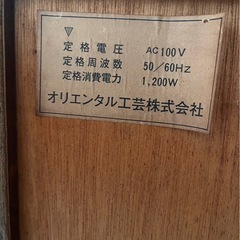 ▽
定格電圧 AC100V
定格周波数 50/60Hz
定格消費電力 1,200W
オリエンタル工芸株式会社